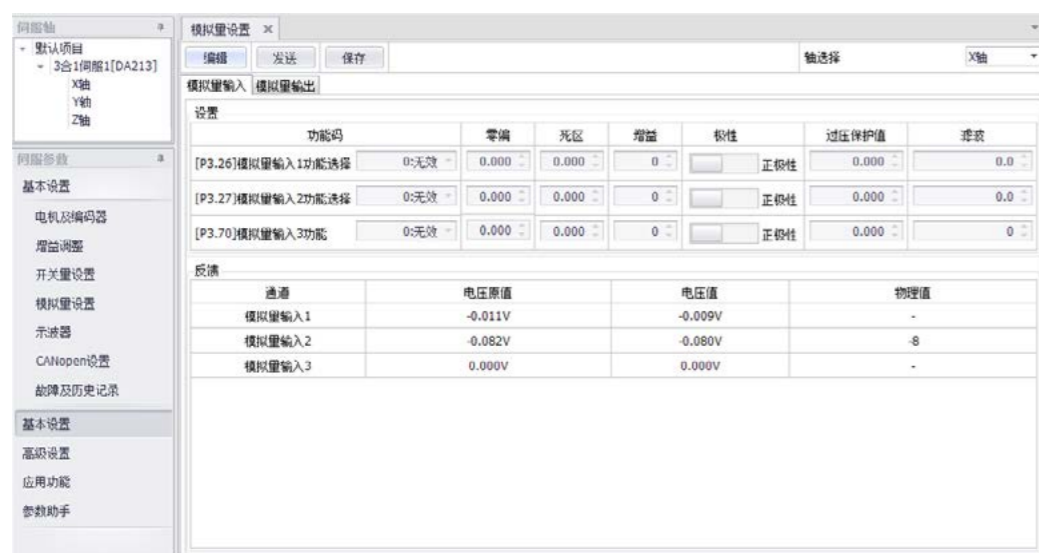 伺服轴
默认项目
3合1伺服1[DA213]
X轴
Y轴
Z轴
伺服参数
基本设置
电机及编码器
增益调整
开关量设置
模拟量设置
示波器
CANopen设置
故障及历史记录
基本设置
高级设置
应用功能
参数助手
模拟量设置 ×
编辑 发送 保存 轴选择 X轴
模拟量输入 模拟量输出
设置
功能码 零偏 死区 增益 极性 过压保护值 滤波
[P3.26]模拟量输入1功能选择 0:无效 0.000 0.000 0 正极性 0.000 0.0
[P3.27]模拟量输入2功能选择 0:无效 0.000 0.000 0 正极性 0.000 0.0
[P3.70]模拟量输入3功能 0:无效 0.000 0.000 0 正极性 0.000 0
反馈
通道 电压原值 电压值 物理值
模拟量输入1 -0.011V -0.009V -
模拟量输入2 -0.082V -0.080V -8
模拟量输入3 0.000V 0.000V -